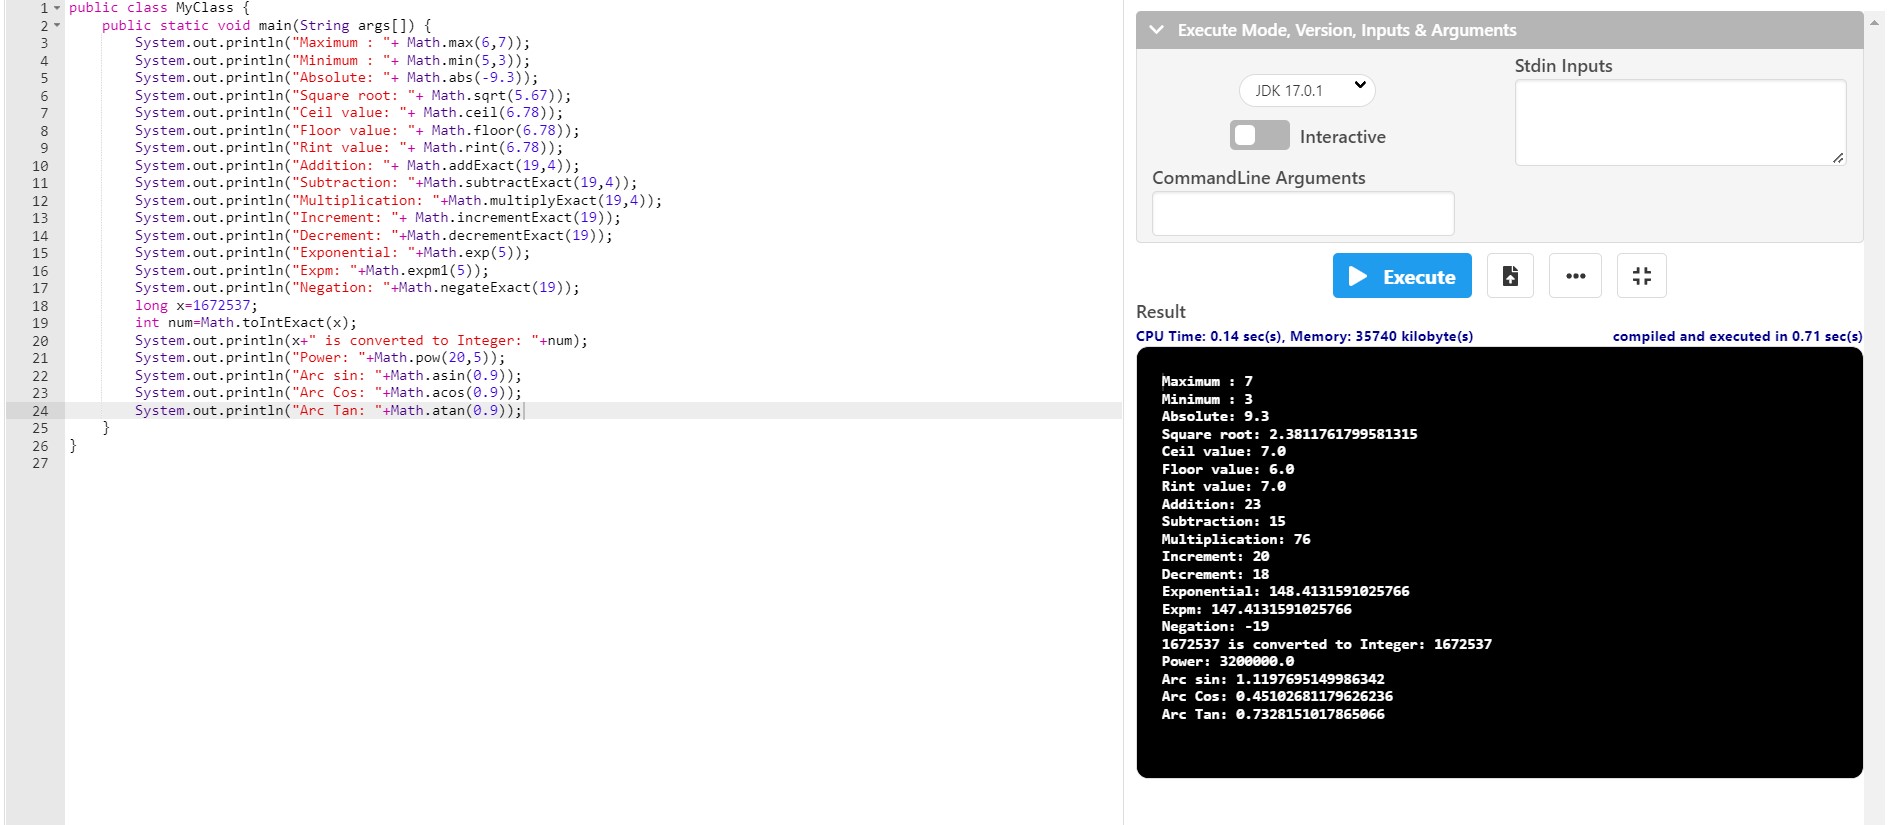 1 public class MyClass {
2 public static void main(String args[]) {
3 System.out.println("Maximum : "+ Math.max(6,7));
4 System.out.println("Minimum : "+ Math.min(5,3));
5 System.out.println("Absolute: "+ Math.abs(-9.3));
6 System.out.println("Square root: "+ Math.sqrt(5.67));
7 System.out.println("Ceil value: "+ Math.ceil(6.78));
8 System.out.println("Floor value: "+ Math.floor(6.78));
9 System.out.println("Rint value: "+ Math.rint(6.78));
10 System.out.println("Addition: "+ Math.addExact(19,4));
11 System.out.println("Subtraction: "+Math.subtractExact(19,4));
12 System.out.println("Multiplication: "+Math.multiplyExact(19,4));
13 System.out.println("Increment: "+ Math.incrementExact(19));
14 System.out.println("Decrement: "+Math.decrementExact(19));
15 System.out.println("Exponential: "+Math.exp(5));
16 System.out.println("Expm: "+Math.expm1(5));
17 System.out.println("Negation: "+Math.negateExact(19));
18 long x=1672537;
19 int num=Math.toIntExact(x);
20 System.out.println(x+" is converted to Integer: "+num);
21 System.out.println("Power: "+Math.pow(20,5));
22 System.out.println("Arc sin: "+Math.asin(0.9));
23 System.out.println("Arc Cos: "+Math.acos(0.9));
24 System.out.println("Arc Tan: "+Math.atan(0.9));
25 }
26 }
27
Execute Mode, Version, Inputs & Arguments
JDK 17.0.1
Interactive
Stdin Inputs
CommandLine Arguments
Execute
Result
CPU Time: 0.14 sec(s), Memory: 35740 kilobyte(s)
compiled and executed in 0.71 sec(s)
Maximum : 7
Minimum : 3
Absolute: 9.3
Square root: 2.3811761799581315
Ceil value: 7.0
Floor value: 6.0
Rint value: 7.0
Addition: 23
Subtraction: 15
Multiplication: 76
Increment: 20
Decrement: 18
Exponential: 148.4131591025766
Expm: 147.4131591025766
Negation: -19
1672537 is converted to Integer: 1672537
Power: 3200000.0
Arc sin: 1.1197695149986342
Arc Cos: 0.45102681179626236
Arc Tan: 0.7328151017865066